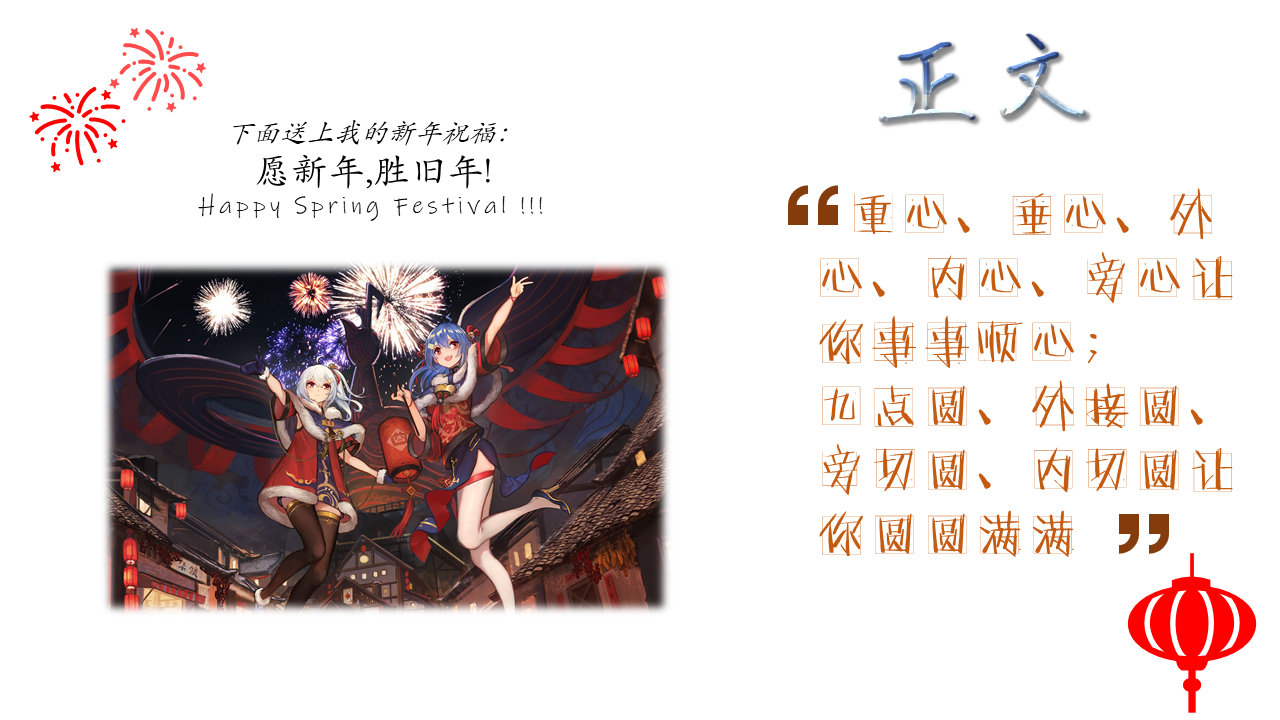 下面送上我的新年祝福:
愿新年,胜旧年!
Happy Spring Festival !!!
正文
“重心、垂心、外
心、内心、旁心让
你事事顺心;
九点圆、外接圆、
旁切圆、内切圆让
你圆圆满满”